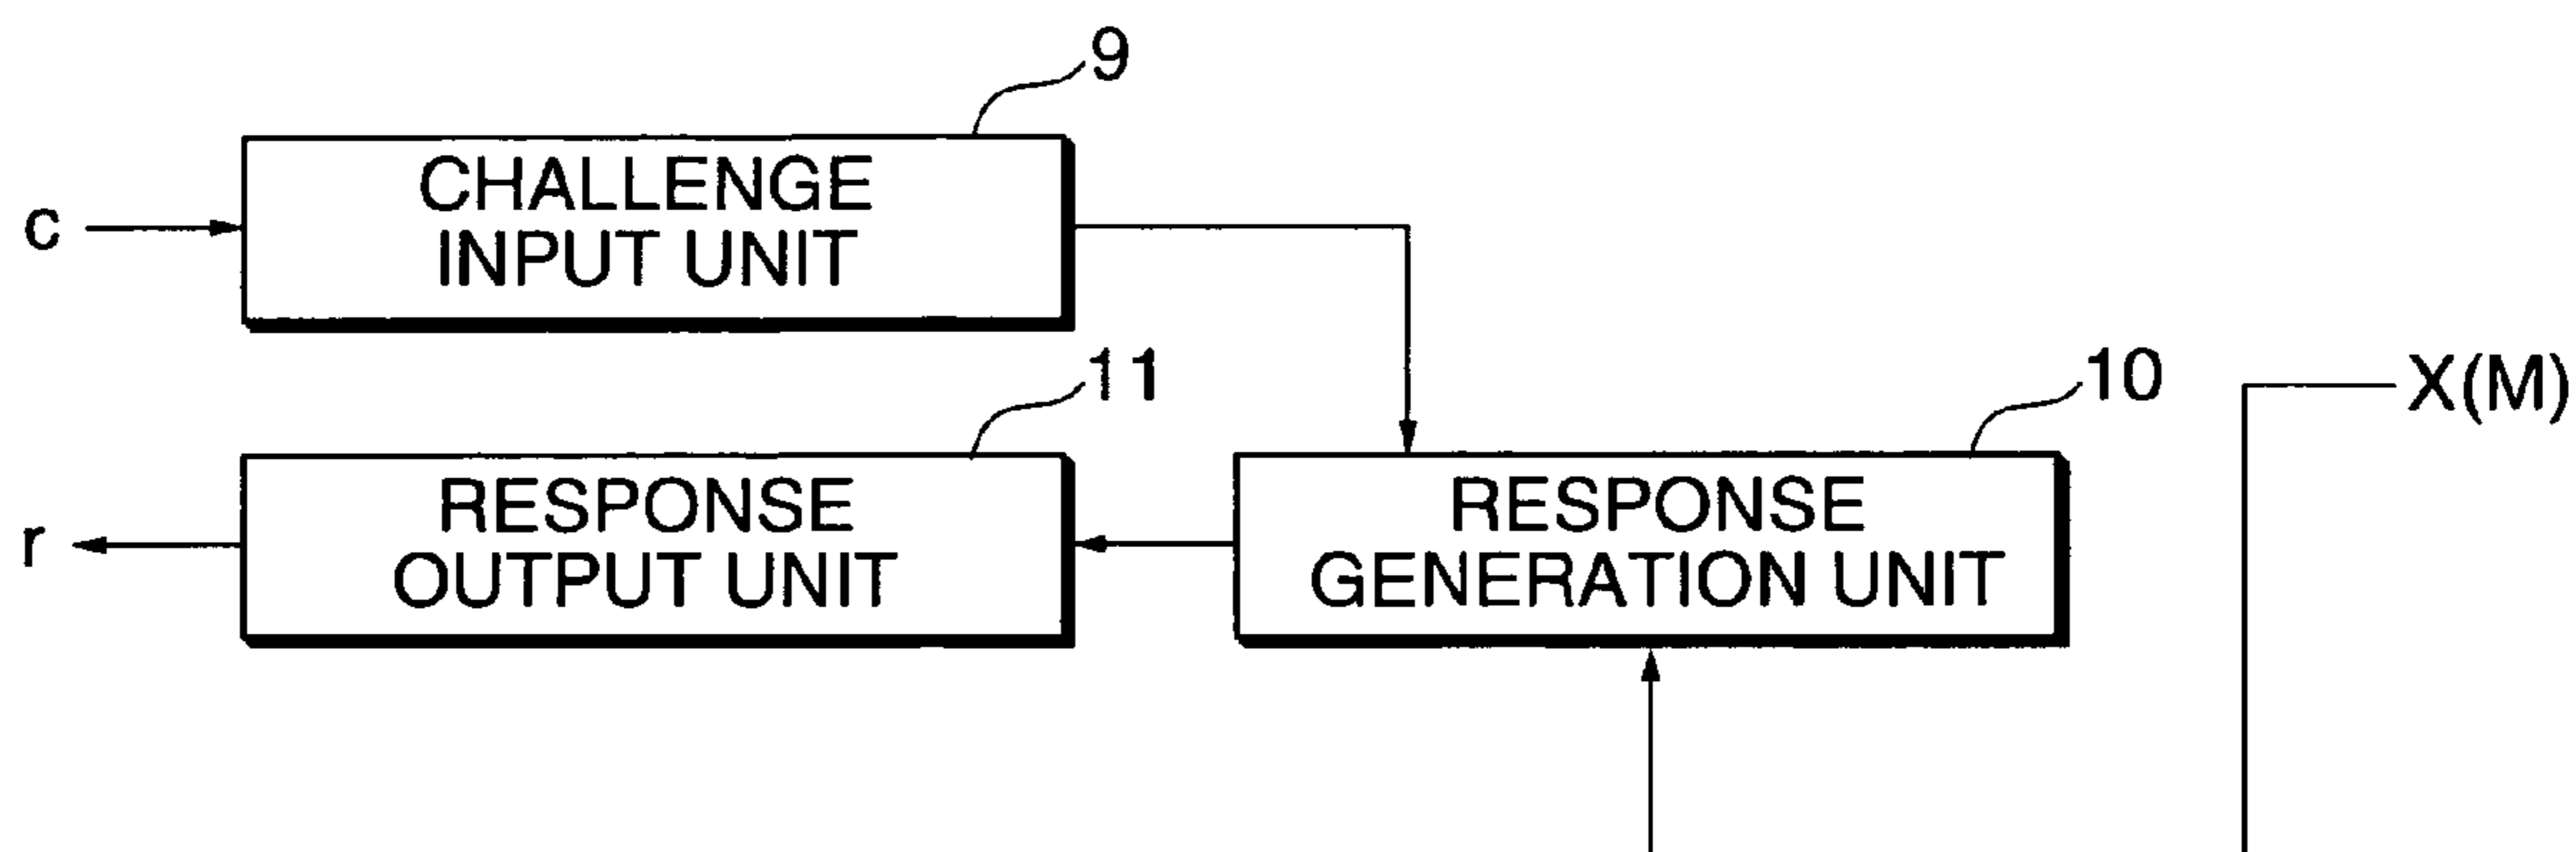 9
CHALLENGE
INPUT UNIT
c
11
10
X(M)
RESPONSE
OUTPUT UNIT
r
RESPONSE
GENERATION UNIT